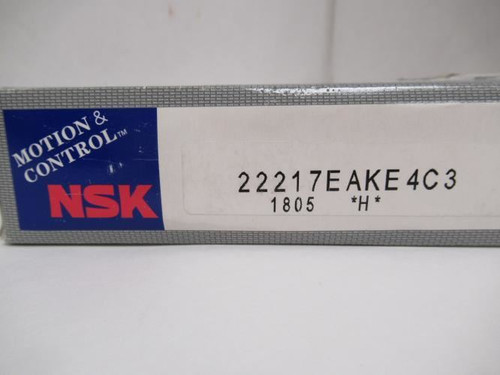 MOTION &
CONTROL™
NSK
22217EAKE4C3
1805 *H*